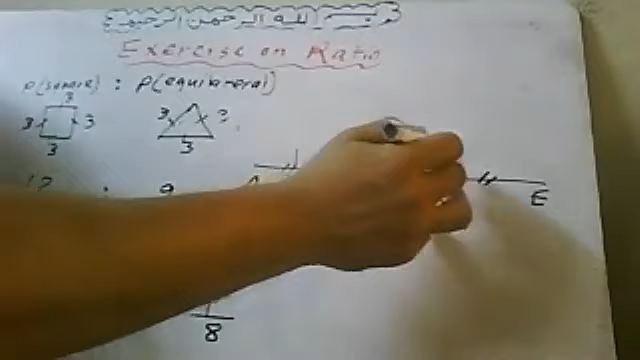 بسم الله الرحمن الرحيم
Exercise on Ratio
P(square) : P(equilateral)
3
3 3 3 ?
3 3
12 : 9
A E
8